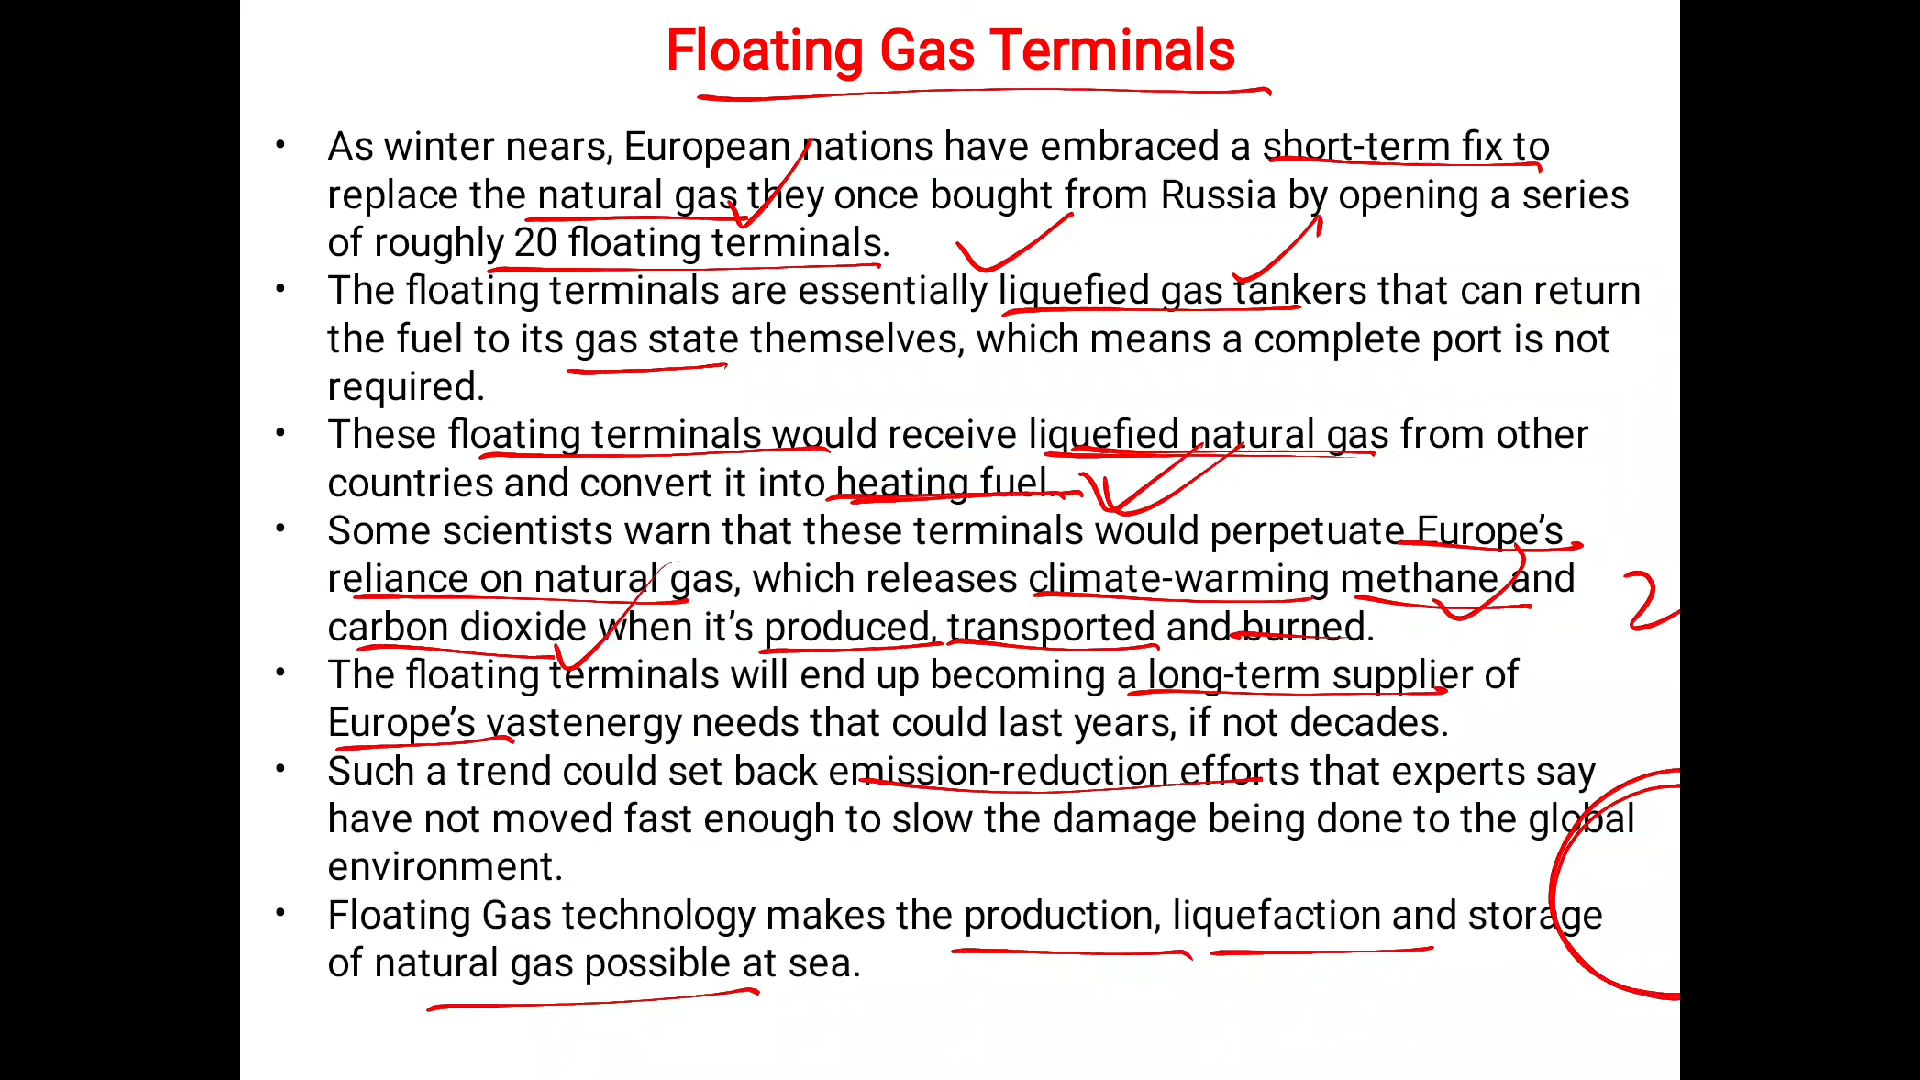 Floating Gas Terminals
• As winter nears, European nations have embraced a short-term fix to
replace the natural gas they once bought from Russia by opening a series
of roughly 20 floating terminals.
• The floating terminals are essentially liquefied gas tankers that can return
the fuel to its gas state themselves, which means a complete port is not
required.
• These floating terminals would receive liquefied natural gas from other
countries and convert it into heating fuel.
• Some scientists warn that these terminals would perpetuate Europe's
reliance on natural gas, which releases climate-warming methane and
carbon dioxide when it's produced, transported and burned.
2
• The floating terminals will end up becoming a long-term supplier of
Europe's vastenergy needs that could last years, if not decades.
• Such a trend could set back emission-reduction efforts that experts say
have not moved fast enough to slow the damage being done to the global
environment.
• Floating Gas technology makes the production, liquefaction and storage
of natural gas possible at sea.